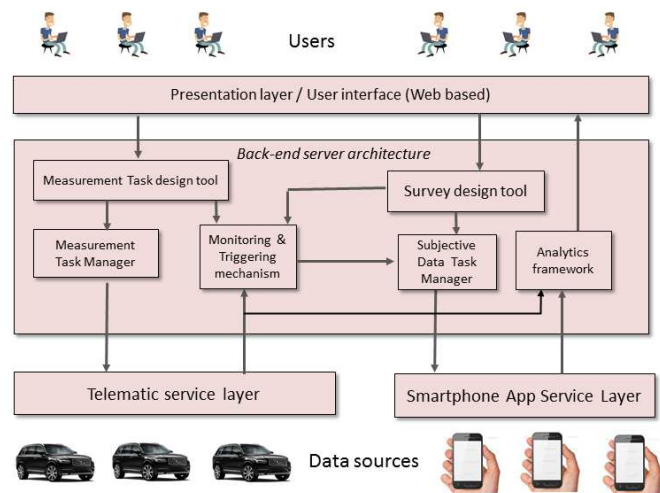 Users
Presentation layer / User interface (Web based)
Back-end server architecture
Measurement Task design tool
Survey design tool
Measurement
Task Manager
Monitoring &
Triggering
mechanism
Subjective
Data Task
Manager
Analytics
framework
Telematic service layer
Smartphone App Service Layer
Data sources